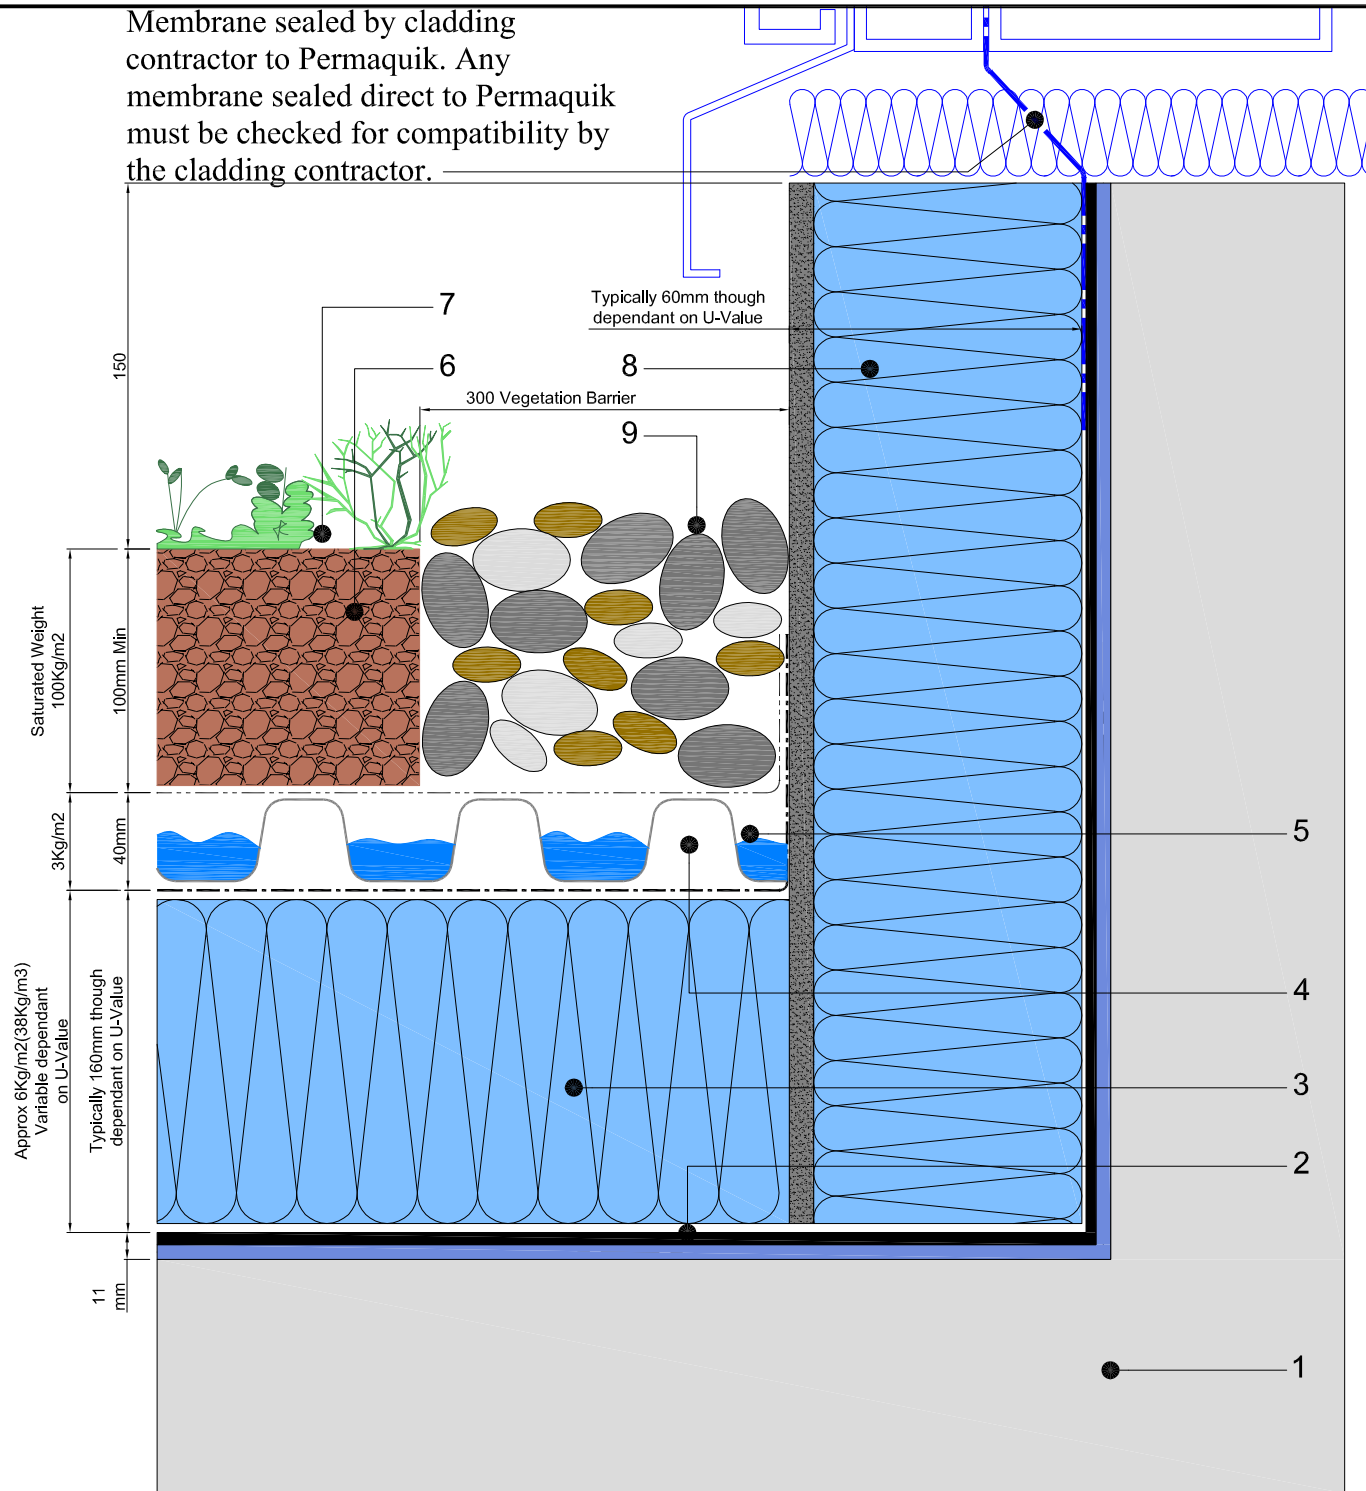 Membrane sealed by cladding
contractor to Permaquik. Any
membrane sealed direct to Permaquik
must be checked for compatibility by
the cladding contractor.
7
6
Typically 60mm though
dependant on U-Value
8
300 Vegetation Barrier
9
150
Saturated Weight
100Kg/m2
100mm Min
3Kg/m2
40mm
5
4
Approx 6Kg/m2(38Kg/m3)
Variable dependant
on U-Value
Typically 160mm though
dependant on U-Value
3
2
11
mm
1